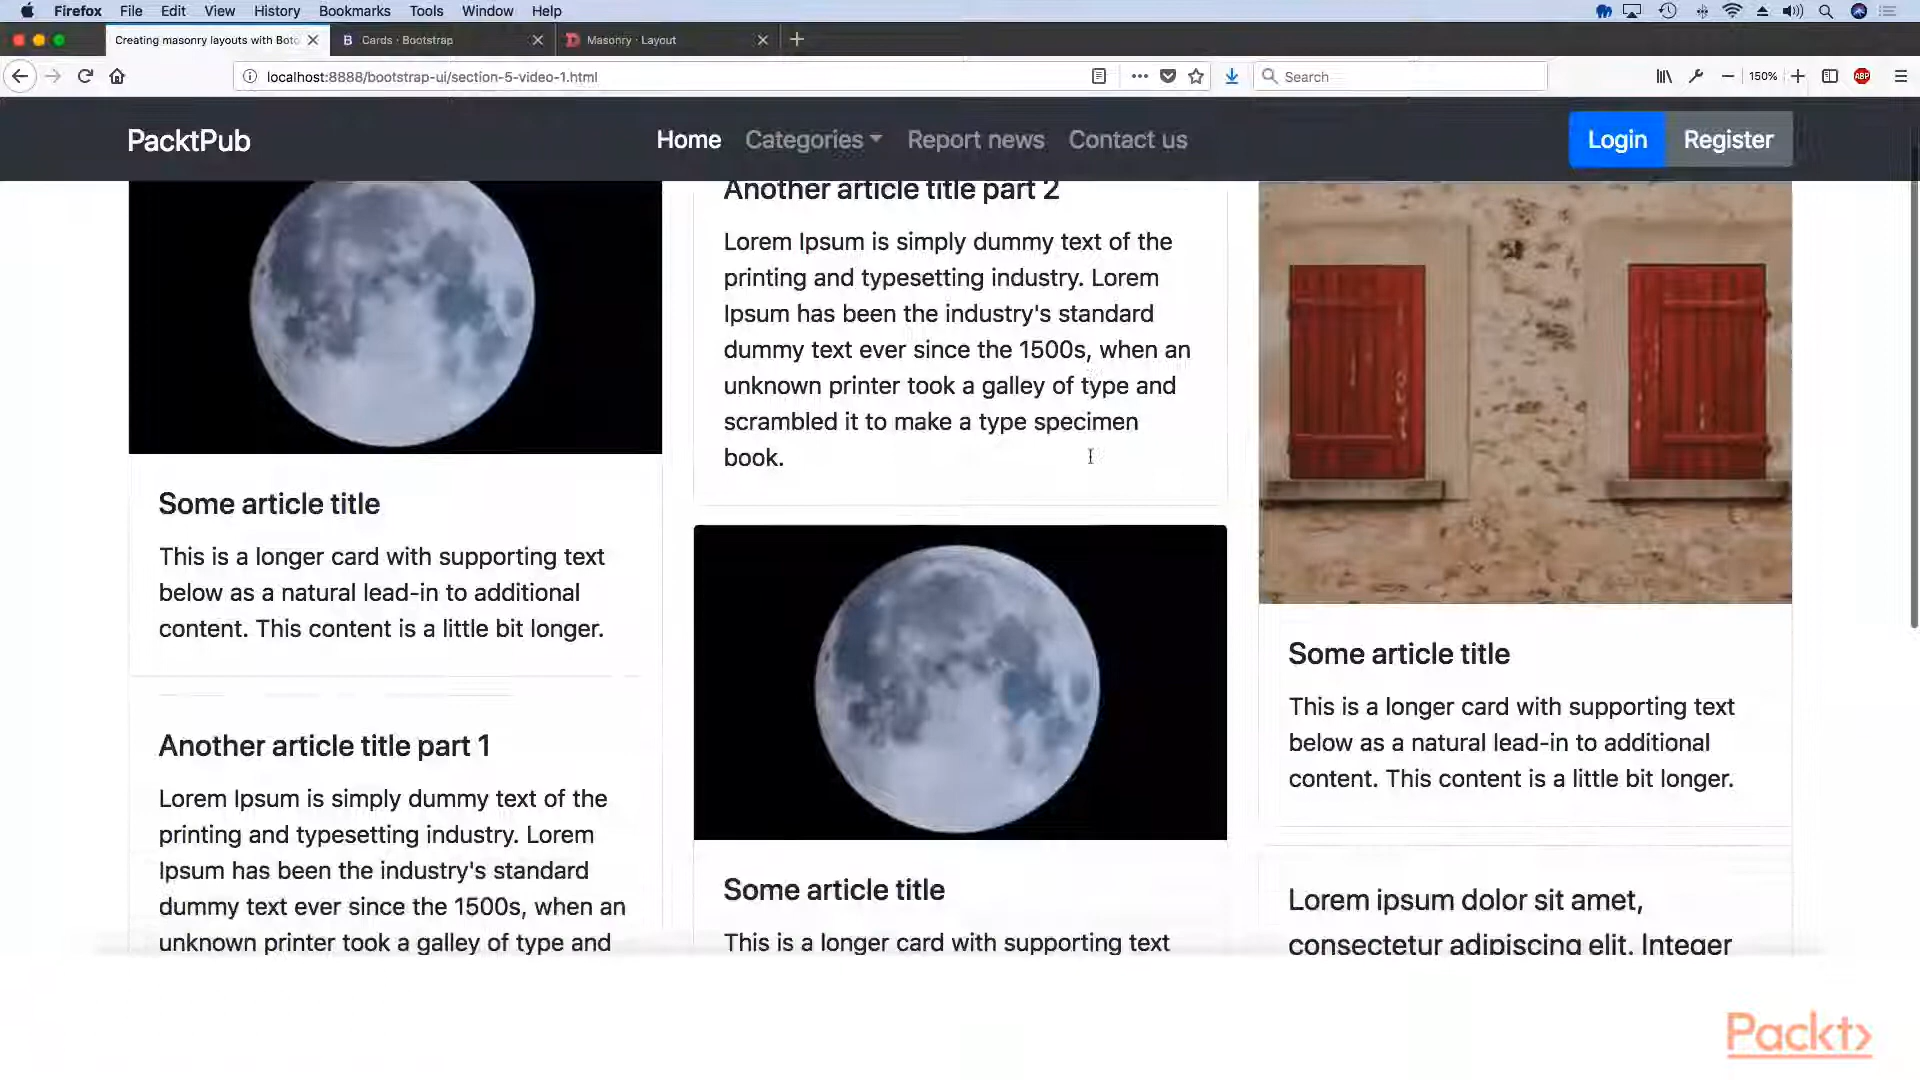 Firefox File Edit View History Bookmarks Tools Window Help
Creating masonry layouts with Boto
B Cards · Bootstrap
Masonry · Layout
localhost:8888/bootstrap-ui/section-5-video-1.html
Search
150%
ABP
PacktPub
Home Categories Report news Contact us
Login Register
Some article title
This is a longer card with supporting text
below as a natural lead-in to additional
content. This content is a little bit longer.
Another article title part 1
Lorem Ipsum is simply dummy text of the
printing and typesetting industry. Lorem
Ipsum has been the industry's standard
dummy text ever since the 1500s, when an
unknown printer took a galley of type and
Another article title part 2
Lorem Ipsum is simply dummy text of the
printing and typesetting industry. Lorem
Ipsum has been the industry's standard
dummy text ever since the 1500s, when an
unknown printer took a galley of type and
scrambled it to make a type specimen
book.
Some article title
This is a longer card with supporting text
Some article title
This is a longer card with supporting text
below as a natural lead-in to additional
content. This content is a little bit longer.
Lorem ipsum dolor sit amet,
consectetur adipiscing elit. Integer
Packt>